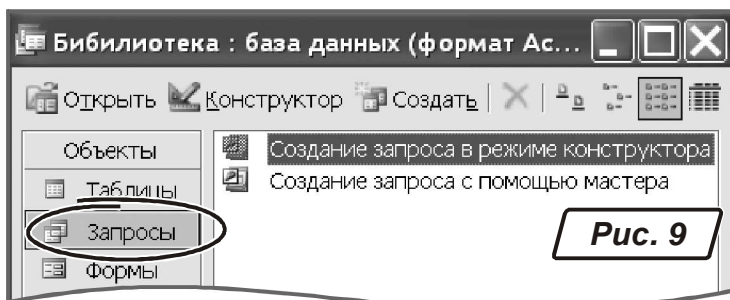 Бибилиотека : база данных (формат Ac...
Открыть Конструктор Создать
Объекты
Таблицы
Запросы
Формы
Создание запроса в режиме конструктора
Создание запроса с помощью мастера
Рис. 9